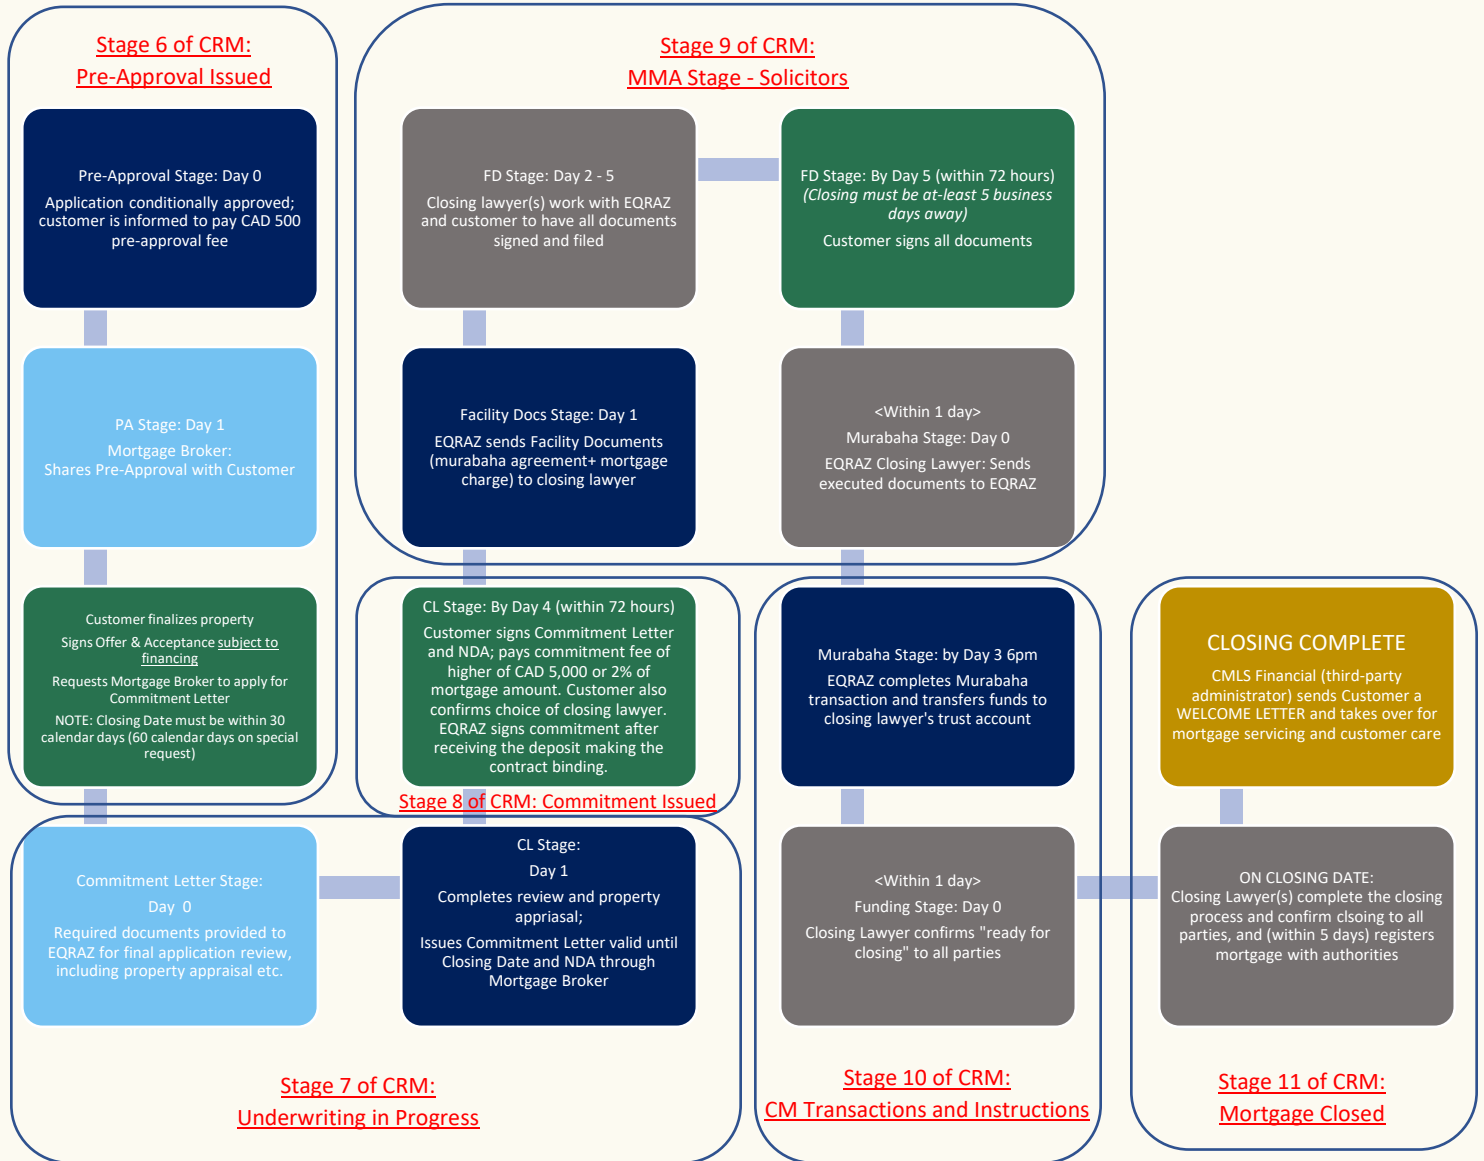 Stage 6 of CRM:
Pre-Approval Issued
Pre-Approval Stage: Day 0
Application conditionally approved;
customer is informed to pay CAD 500
pre-approval fee
PA Stage: Day 1
Mortgage Broker:
Shares Pre-Approval with Customer
Customer finalizes property
Signs Offer & Acceptance subject to
financing
Requests Mortgage Broker to apply for
Commitment Letter
NOTE: Closing Date must be within 30
calendar days (60 calendar days on special
request)
Commitment Letter Stage:
Day 0
Required documents provided to
EQRAZ for final application review,
including property appraisal etc.
CL Stage:
Day 1
Completes review and property
appriasal;
Issues Commitment Letter valid until
Closing Date and NDA through
Mortgage Broker
Stage 7 of CRM:
Underwriting in Progress
CL Stage: By Day 4 (within 72 hours)
Customer signs Commitment Letter
and NDA; pays commitment fee of
higher of CAD 5,000 or 2% of
mortgage amount. Customer also
confirms choice of closing lawyer.
EQRAZ signs commitment after
receiving the deposit making the
contract binding.
Stage 8 of CRM: Commitment Issued
Stage 9 of CRM:
MMA Stage - Solicitors
Facility Docs Stage: Day 1
EQRAZ sends Facility Documents
(murabaha agreement+ mortgage
charge) to closing lawyer
FD Stage: Day 2 - 5
Closing lawyer(s) work with EQRAZ
and customer to have all documents
signed and filed
FD Stage: By Day 5 (within 72 hours)
(Closing must be at-least 5 business
days away)
Customer signs all documents
<Within 1 day>
Murabaha Stage: Day 0
EQRAZ Closing Lawyer: Sends
executed documents to EQRAZ
Murabaha Stage: by Day 3 6pm
EQRAZ completes Murabaha
transaction and transfers funds to
closing lawyer's trust account
<Within 1 day>
Funding Stage: Day 0
Closing Lawyer confirms "ready for
closing" to all parties
Stage 10 of CRM:
CM Transactions and Instructions
ON CLOSING DATE:
Closing Lawyer(s) complete the closing
process and confirm clsoing to all
parties, and (within 5 days) registers
mortgage with authorities
CLOSING COMPLETE
CMLS Financial (third-party
administrator) sends Customer a
WELCOME LETTER and takes over for
mortgage servicing and customer care
Stage 11 of CRM:
Mortgage Closed